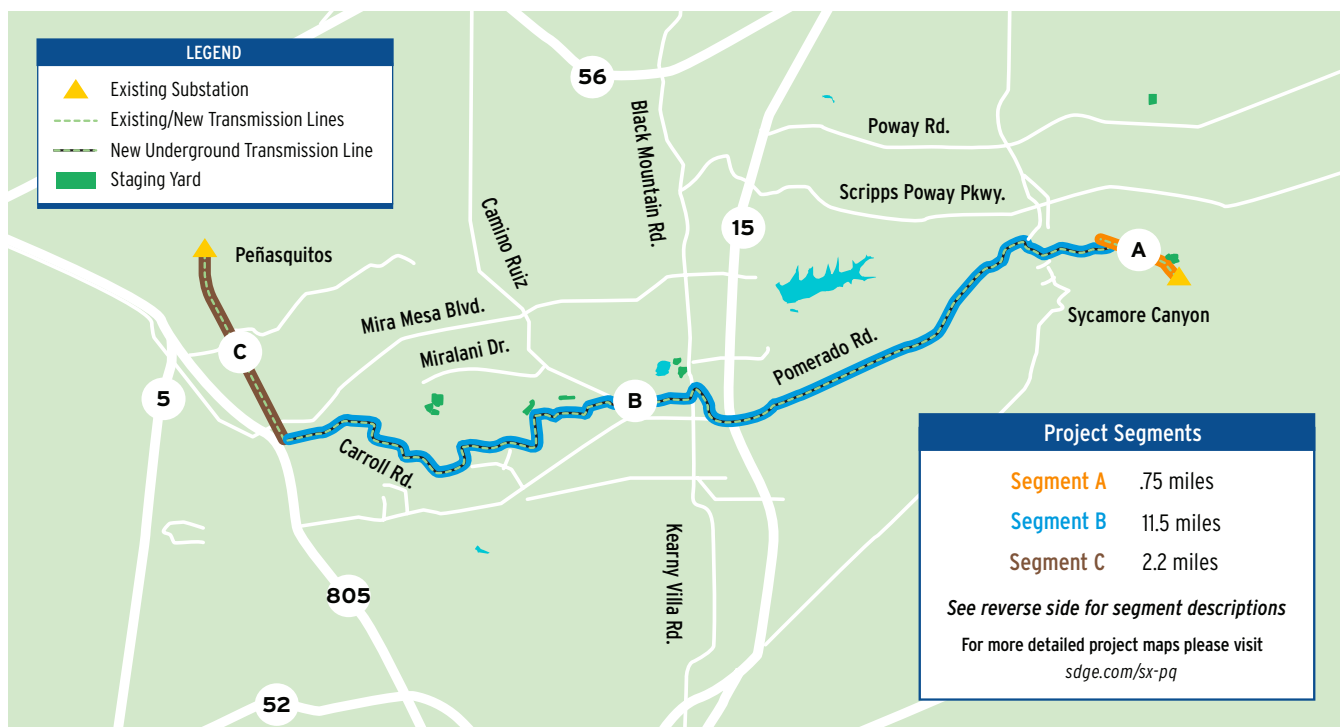 LEGEND
Existing Substation
Existing/New Transmission Lines
New Underground Transmission Line
Staging Yard
56
Black Mountain Rd.
Poway Rd.
Scripps Poway Pkwy.
Camino Ruiz
15
A
Peñasquitos
Sycamore Canyon
Mira Mesa Blvd.
C
Miralani Dr.
Pomerado Rd.
5
B
Carroll Rd.
Kearny Villa Rd.
805
52
Project Segments
Segment A .75 miles
Segment B 11.5 miles
Segment C 2.2 miles
See reverse side for segment descriptions
For more detailed project maps please visit
sdge.com/sx-pq